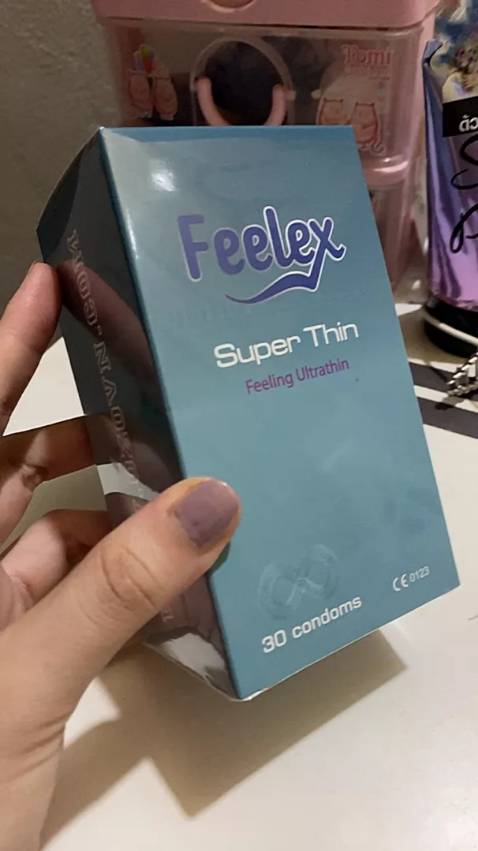 Feelex
Super Thin
Feeling Ultrathin
30 condoms
CE 0123